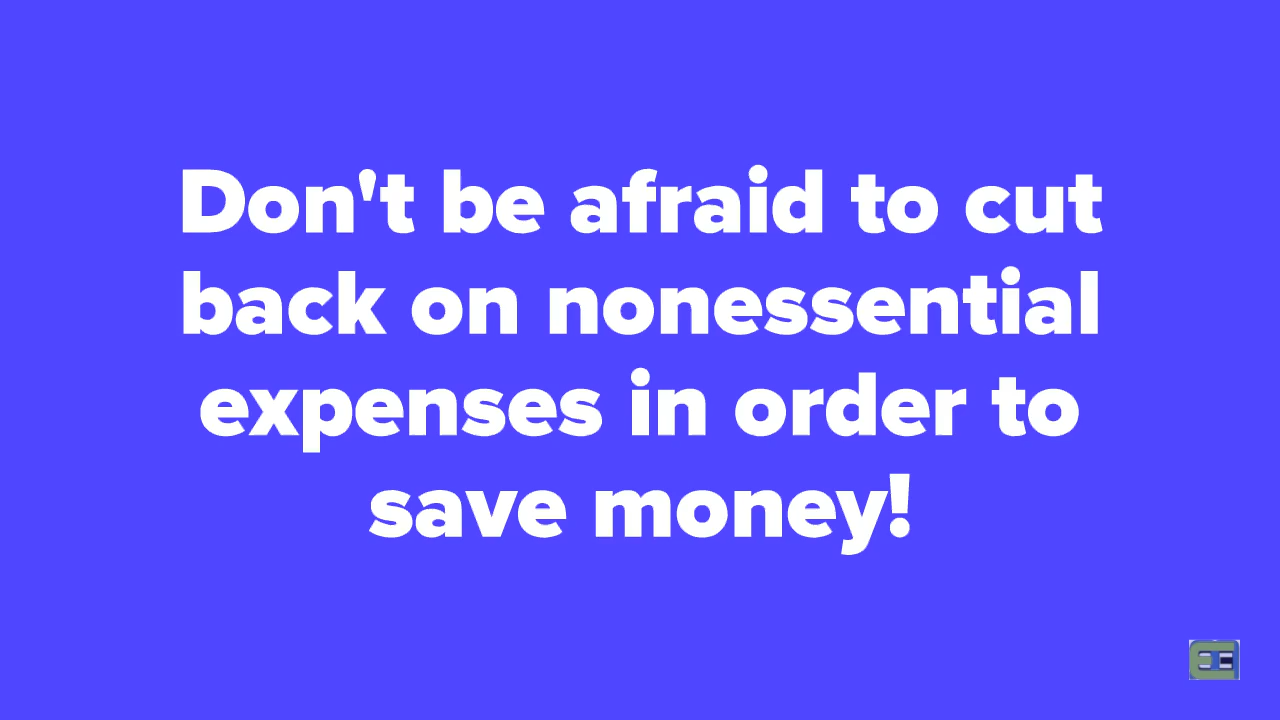 Don't be afraid to cut
back on nonessential
expenses in order to
save money!